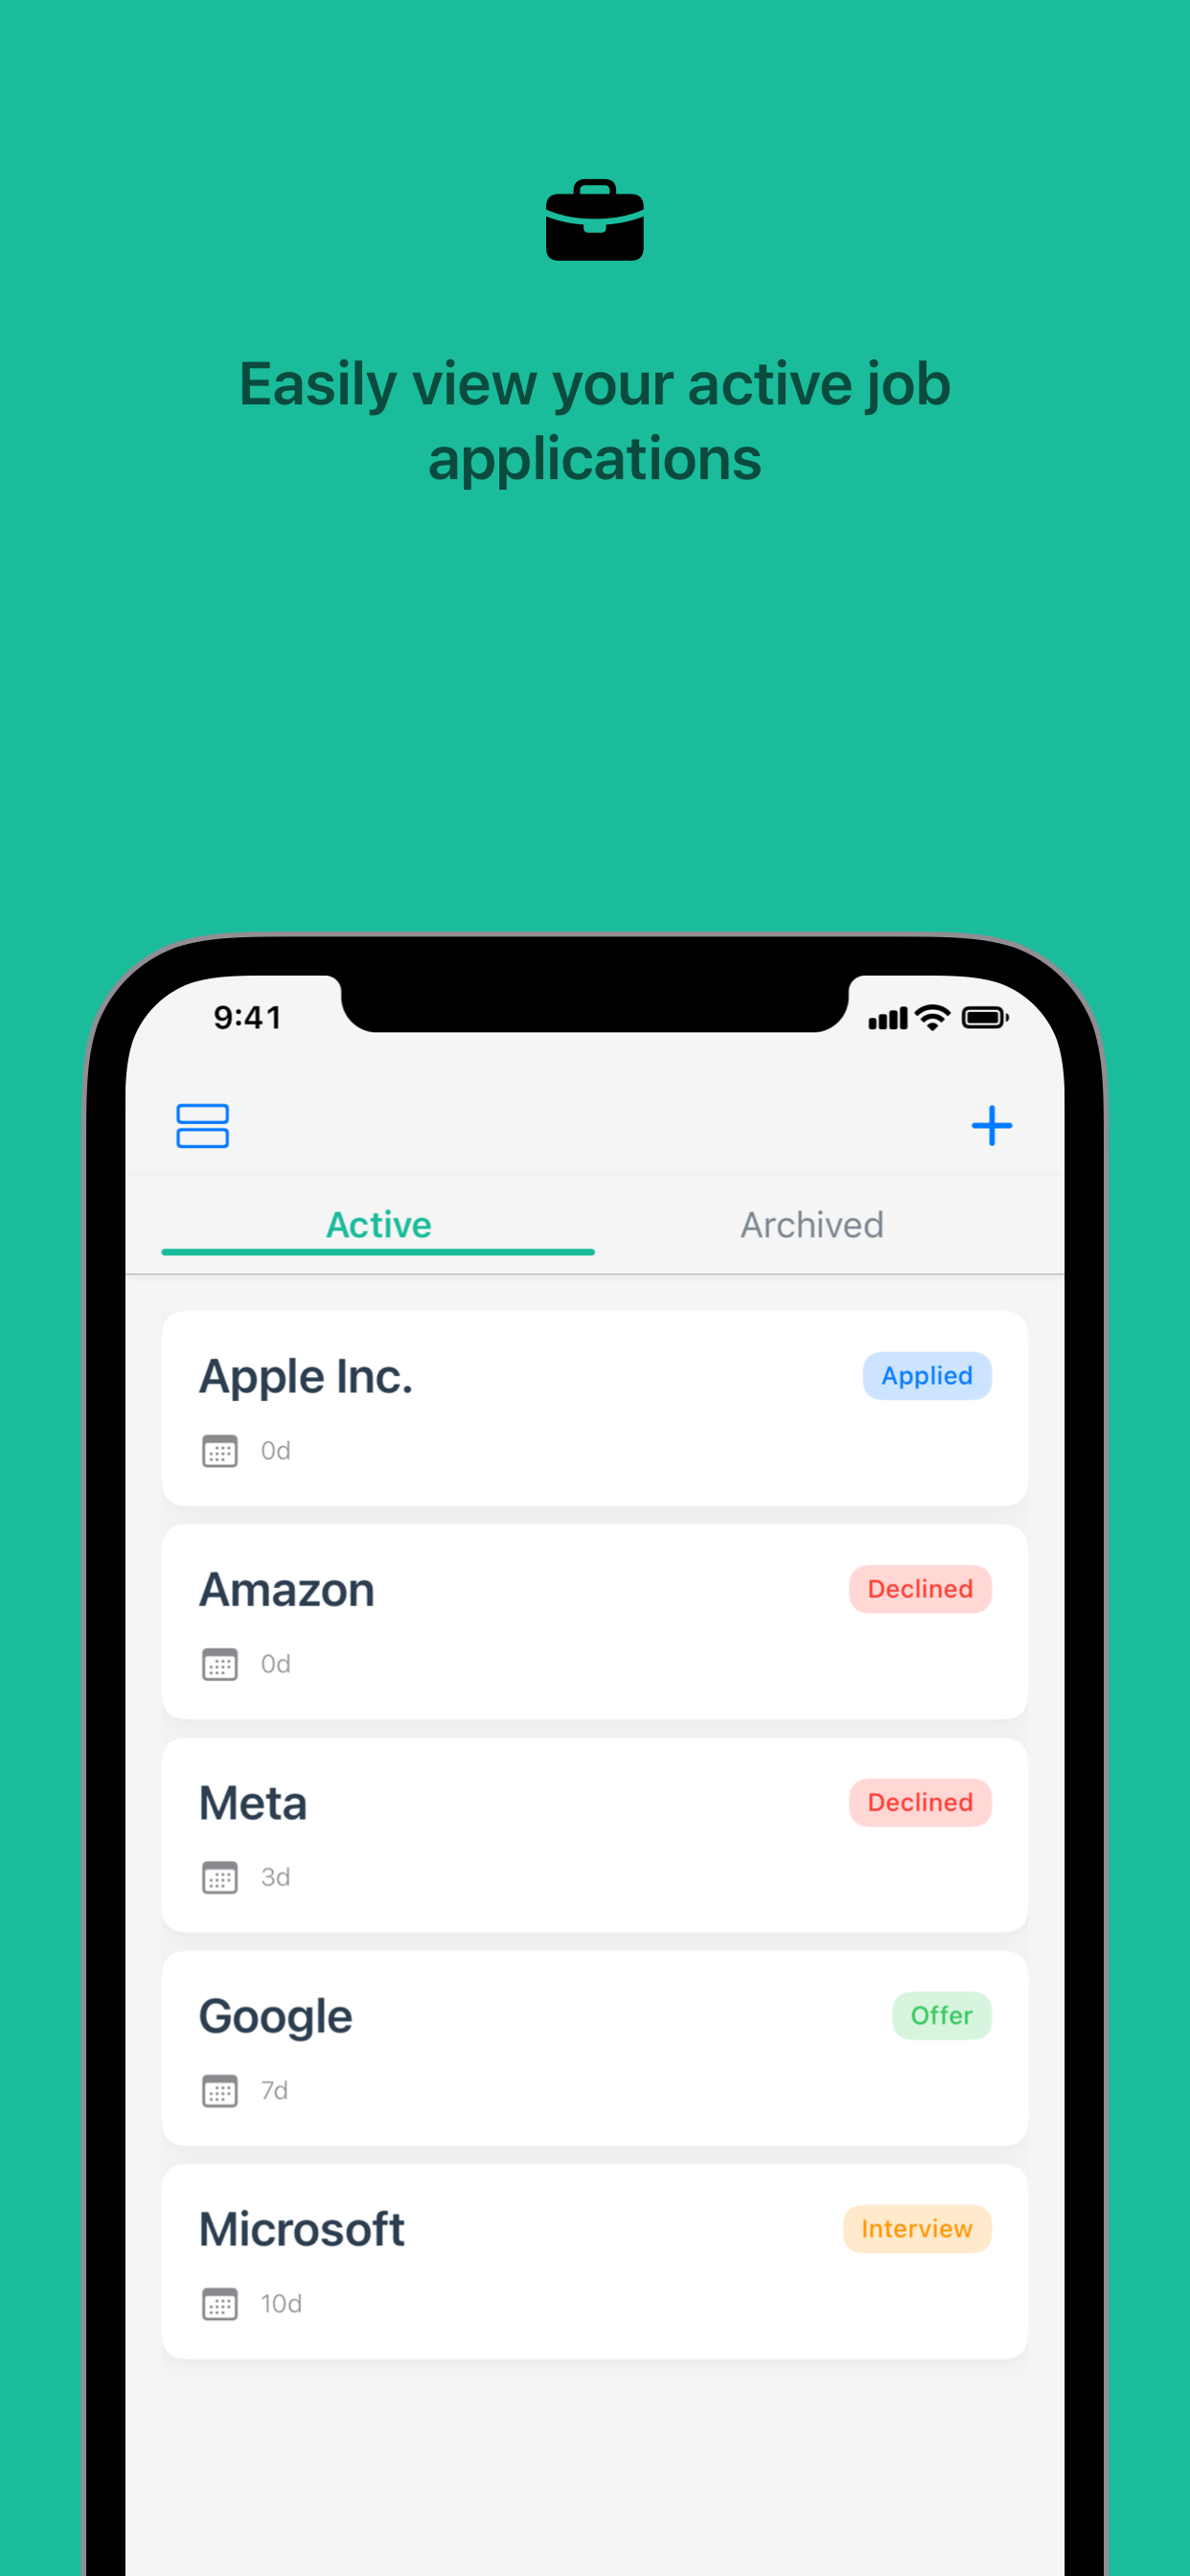 Easily view your active job
applications
9:41
Active Archived
Apple Inc. Applied
0d
Amazon Declined
0d
Meta Declined
3d
Google Offer
7d
Microsoft Interview
10d